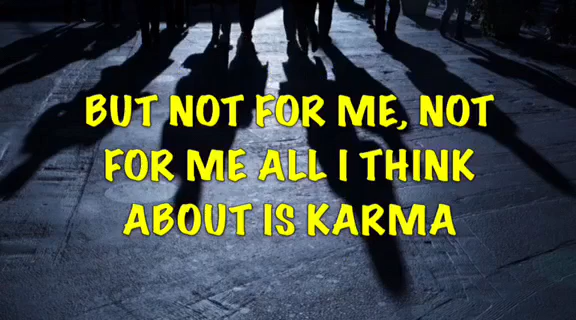 BUT NOT FOR ME, NOT
FOR ME ALL I THINK
ABOUT IS KARMA